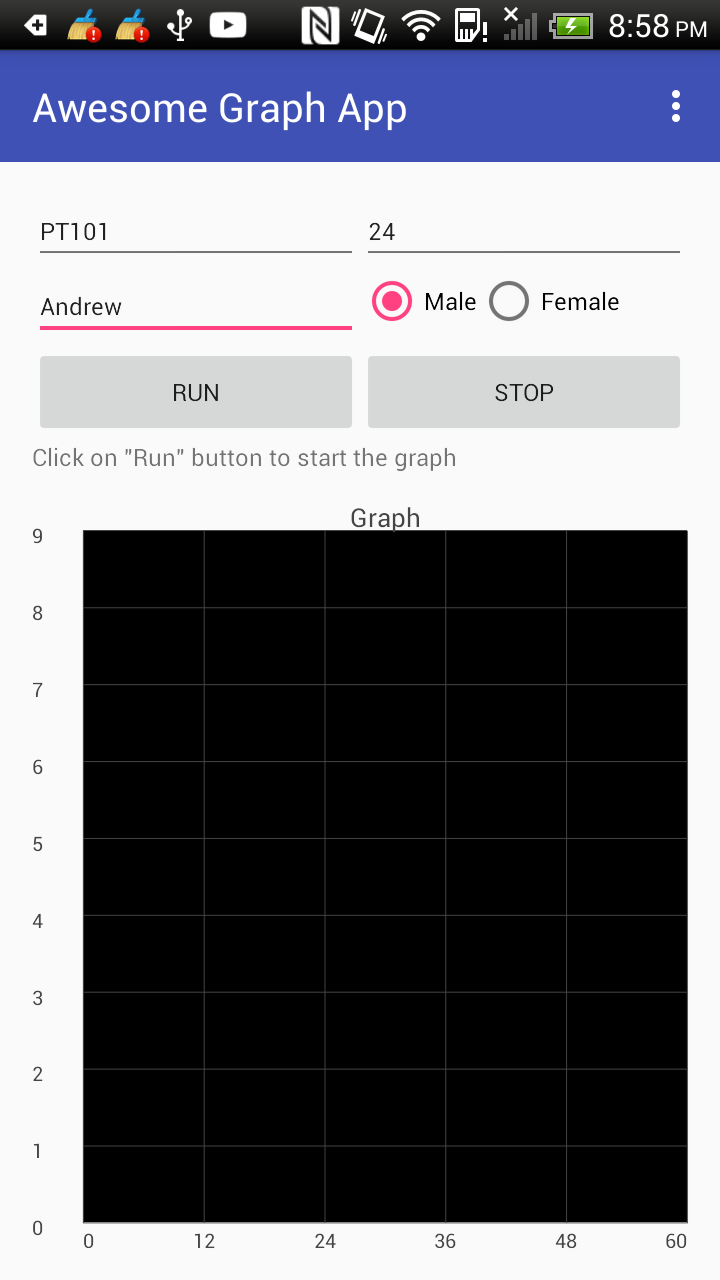 8:58 PM
Awesome Graph App
PT101 24
Andrew Male Female
RUN STOP
Click on "Run" button to start the graph
Graph
9
8
7
6
5
4
3
2
1
0
0 12 24 36 48 60